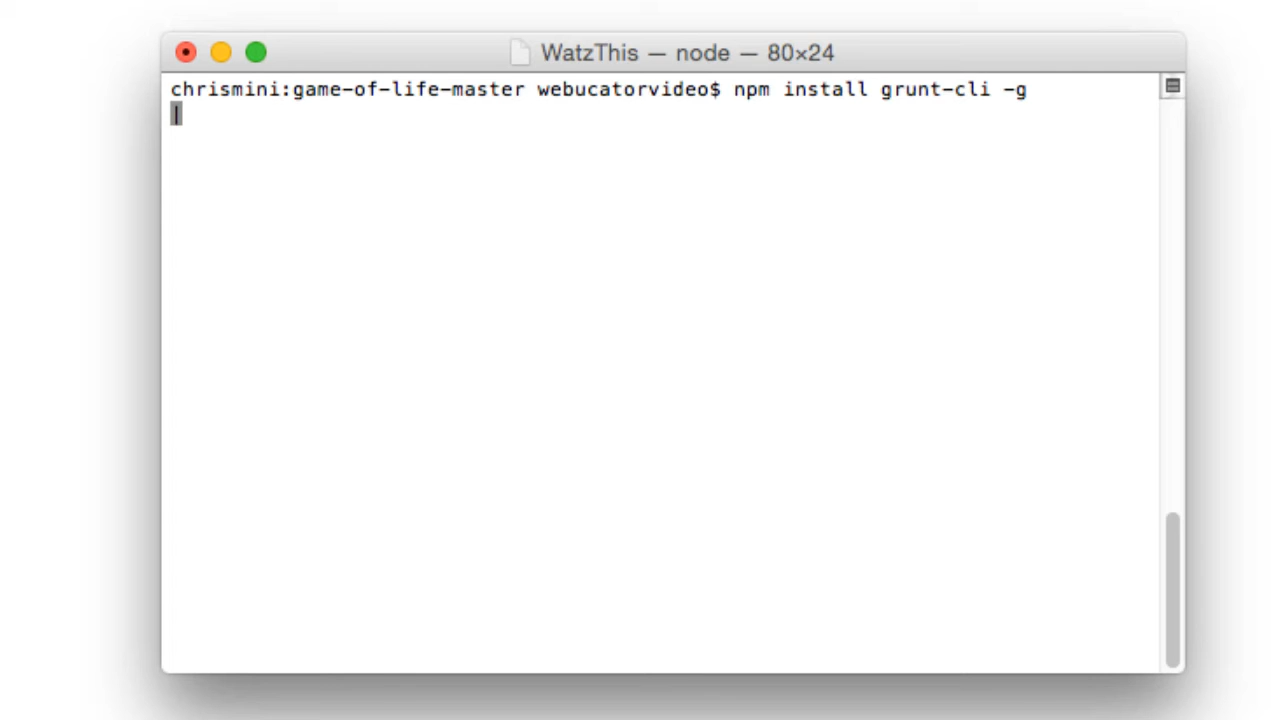 WatzThis — node — 80×24
chrismini:game-of-life-master webucatorvideo$ npm install grunt-cli -g